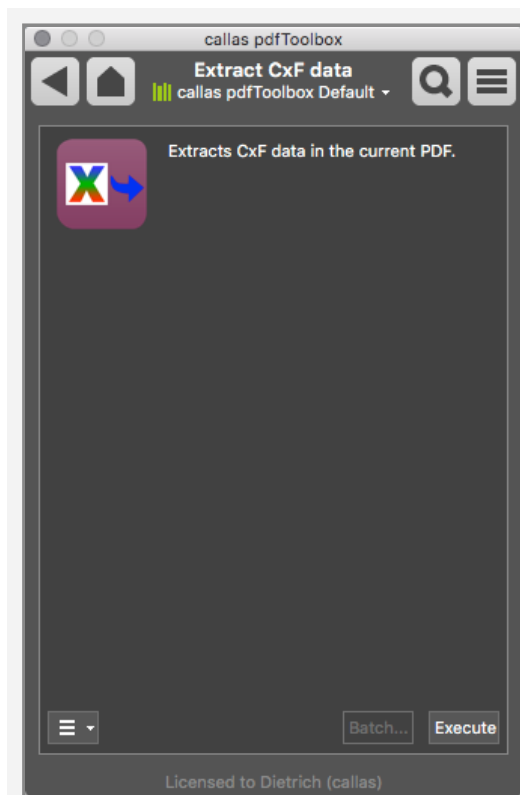 callas pdfToolbox
Extract CxF data
callas pdfToolbox Default
Extracts CxF data in the current PDF.
X
Batch...
Execute
Licensed to Dietrich (callas)